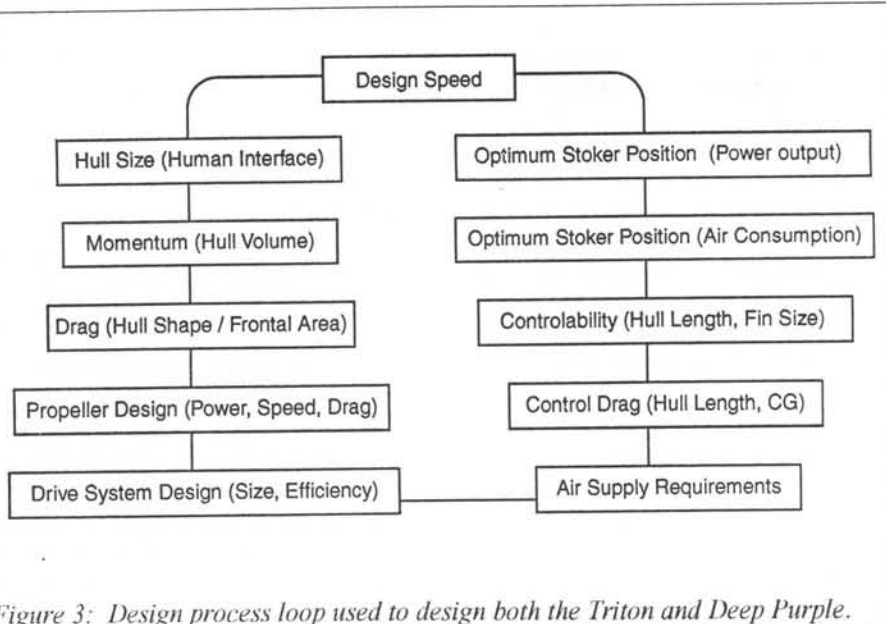 Design Speed
Hull Size (Human Interface)
Optimum Stoker Position (Power output)
Momentum (Hull Volume)
Optimum Stoker Position (Air Consumption)
Drag (Hull Shape / Frontal Area)
Controlability (Hull Length, Fin Size)
Propeller Design (Power, Speed, Drag)
Control Drag (Hull Length, CG)
Drive System Design (Size, Efficiency)
Air Supply Requirements
Figure 3: Design process loop used to design both the Triton and Deep Purple.